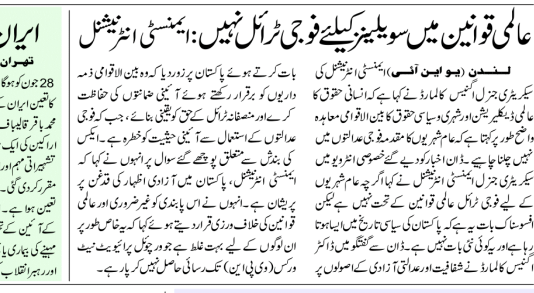 عالمی قوانین میں سویلینز کیلئے فوجی ٹرائل نہیں: ایمنسٹی انٹرنیشنل
لندن (یو این آئی) ایمنسٹی انٹرنیشنل کی
سیکریٹری جنرل اگنیس کالمارڈ نے کہا ہے کہ انسانی حقوق کا
عالمی ڈیکلیریشن اور شہری و سیاسی حقوق کا بین الاقوامی معاہدہ
واضح طور پر کہتا ہے کہ عام شہریوں کا مقدمہ فوجی عدالتوں میں
نہیں چلنا چاہیے۔ ڈان اخبار کو دیے گئے خصوصی انٹرویو میں
سیکریٹری جنرل ایمنسٹی انٹرنیشنل نے کہا اگرچہ عام شہریوں
کے لیے فوجی ٹرائل عالمی قوانین کے تحت نہیں ہے لیکن
افسوسناک بات یہ ہے کہ پاکستان کی سیاسی تاریخ میں ایسا ہوتا
رہا ہے اور یہ کوئی نئی بات نہیں ہے۔ ڈان سے گفتگو میں ڈاکٹر
اگنیس کالمارڈ نے شفافیت اور عدالتی آزادی کے اصولوں پر
بات کرتے ہوئے پاکستان پر زور دیا کہ وہ بین الاقوامی ذمہ
داریوں کو برقرار رکھتے ہوئے آئینی ضمانتوں کی حفاظت
کرے اور منصفانہ ٹرائل کے حق کو یقینی بنائے، جب کہ فوجی
عدالتوں کے استعمال سے آئینی حیثیت کو خطرہ ہے۔ ایکس
کی بندش سے متعلق پوچھے گئے سوال پر انہوں نے کہا کہ
ایمنسٹی انٹرنیشنل، پاکستان میں آزادی اظہار کی قدغن پر
پریشان ہے۔ انہوں نے اس پابندی کو غیر ضروری اور عالمی
قوانین کی خلاف ورزی قرار دیتے ہوئے کہا کہ یہ خاص طور پر
ان لوگوں کے لیے بہت غلط ہے جو ورچوئل پرائیویٹ نیٹ
ورکس (وی پی این) تک رسائی حاصل نہیں کر پا رہے۔
ایران
تہران
28 جون کو ہوگا
کا تعین ایران کے
محمد باقر قالیباف
اراکین کی ایک
تشہیراتی مہم اور
مقرر کر دی گئی۔
تعین ہوا ہے۔
کے آئین کے تح
مہینے کی بیماری یا
اور رہبر انقلاب